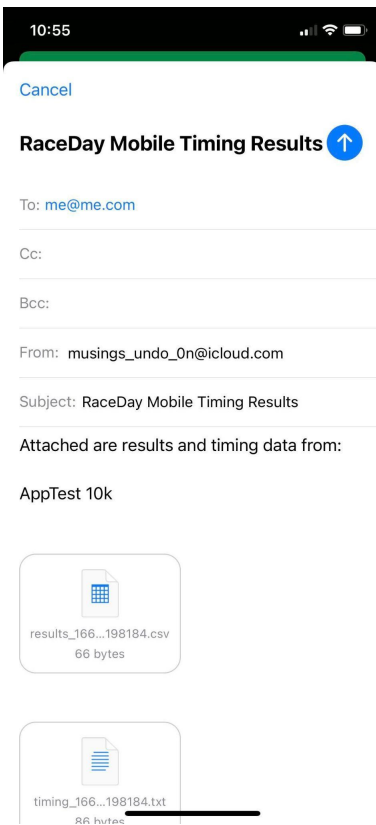 10:55
Cancel
RaceDay Mobile Timing Results
To: me@me.com
Cc:
Bcc:
From: musings_undo_0n@icloud.com
Subject: RaceDay Mobile Timing Results
Attached are results and timing data from:
AppTest 10k
results_166...198184.csv
66 bytes
timing_166...198184.txt
86 bytes